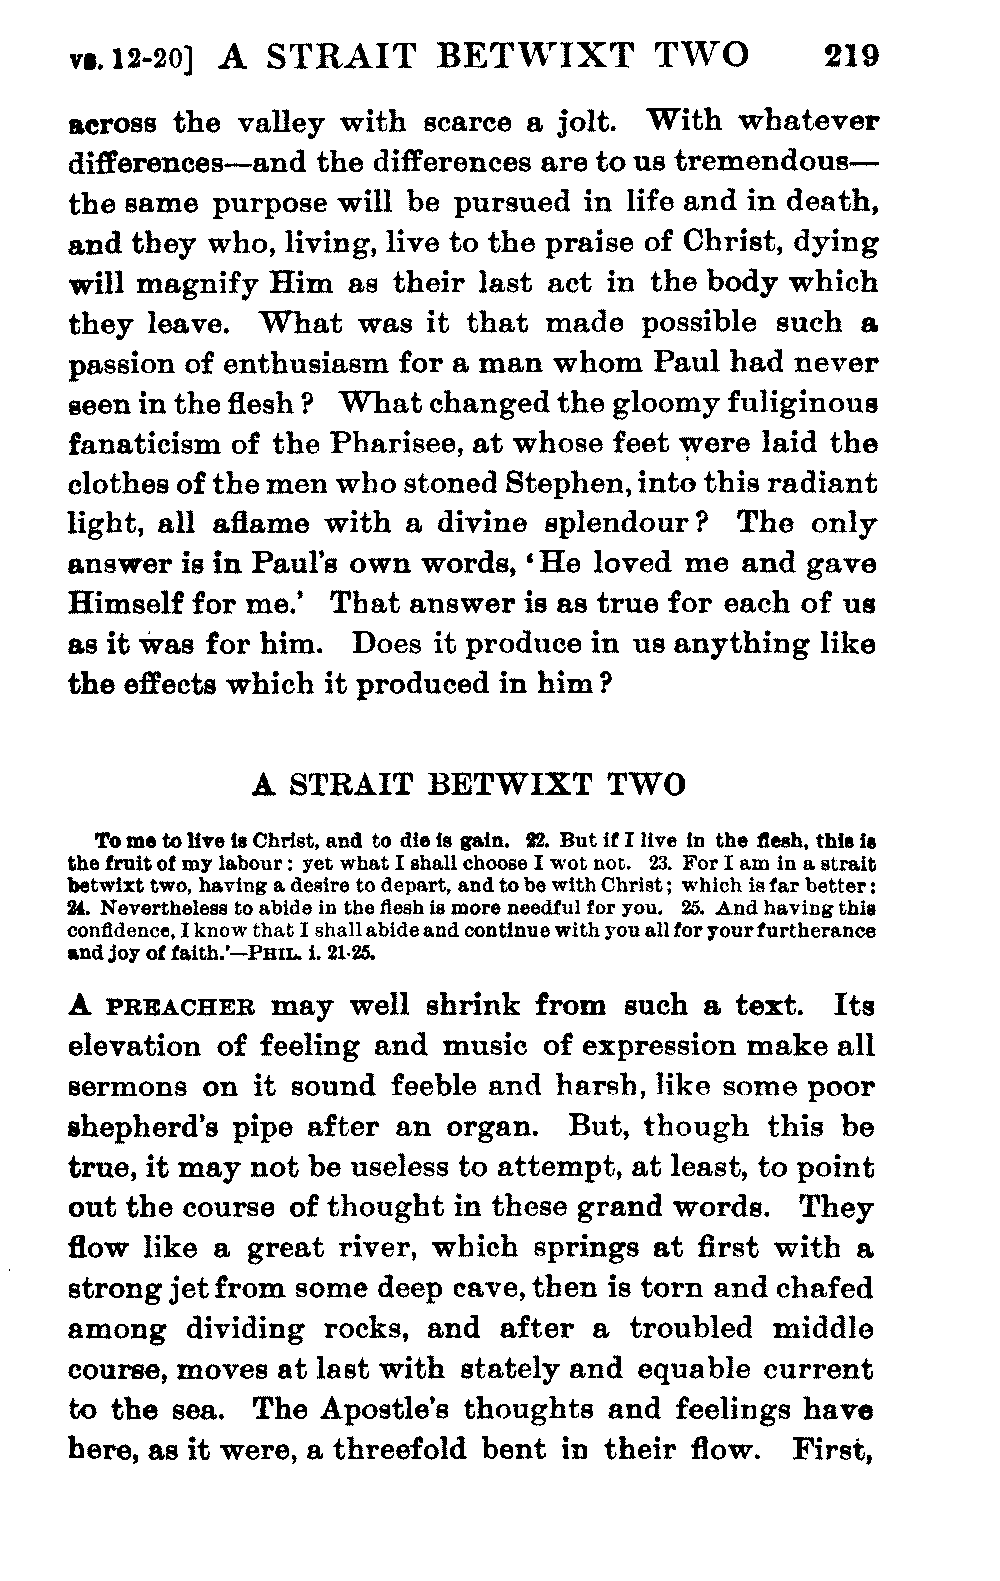 vs. 12-20] A STRAIT BETWIXT TWO 219
across the valley with scarce a jolt. With whatever
differences—and the differences are to us tremendous—
the same purpose will be pursued in life and in death,
and they who, living, live to the praise of Christ, dying
will magnify Him as their last act in the body which
they leave. What was it that made possible such a
passion of enthusiasm for a man whom Paul had never
seen in the flesh? What changed the gloomy fuliginous
fanaticism of the Pharisee, at whose feet were laid the
clothes of the men who stoned Stephen, into this radiant
light, all aflame with a divine splendour? The only
answer is in Paul's own words, 'He loved me and gave
Himself for me.' That answer is as true for each of us
as it was for him. Does it produce in us anything like
the effects which it produced in him?
A STRAIT BETWIXT TWO
To me to live is Christ, and to die is gain. 22. But if I live in the flesh, this is
the fruit of my labour: yet what I shall choose I wot not. 23. For I am in a strait
betwixt two, having a desire to depart, and to be with Christ; which is far better:
24. Nevertheless to abide in the flesh is more needful for you. 25. And having this
confidence, I know that I shall abide and continue with you all for your furtherance
and joy of faith.'—PHIL. i. 21-25.
A PREACHER may well shrink from such a text. Its
elevation of feeling and music of expression make all
sermons on it sound feeble and harsh, like some poor
shepherd's pipe after an organ. But, though this be
true, it may not be useless to attempt, at least, to point
out the course of thought in these grand words. They
flow like a great river, which springs at first with a
strong jet from some deep cave, then is torn and chafed
among dividing rocks, and after a troubled middle
course, moves at last with stately and equable current
to the sea. The Apostle's thoughts and feelings have
here, as it were, a threefold bent in their flow. First,